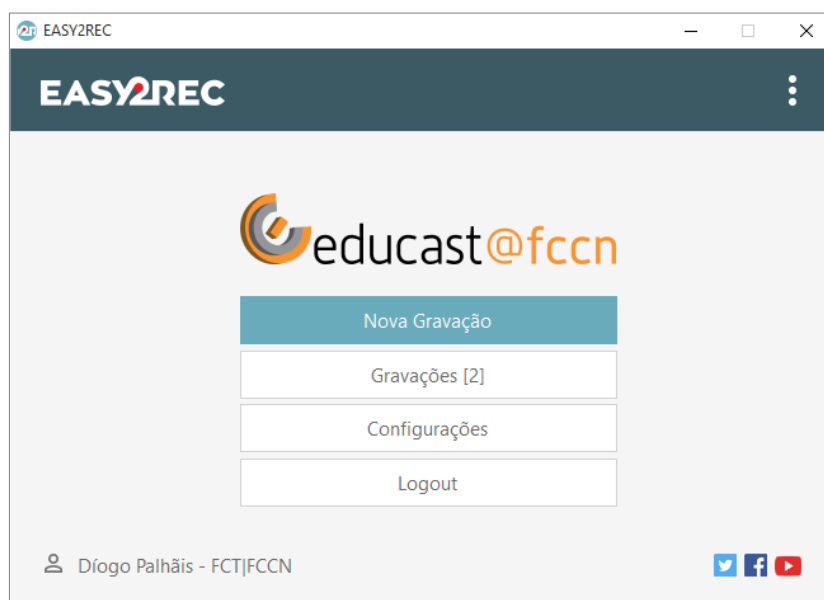 EASY2REC
EASY2REC
educast@fccn
Nova Gravação
Gravações [2]
Configurações
Logout
Díogo Palhãis - FCT|FCCN